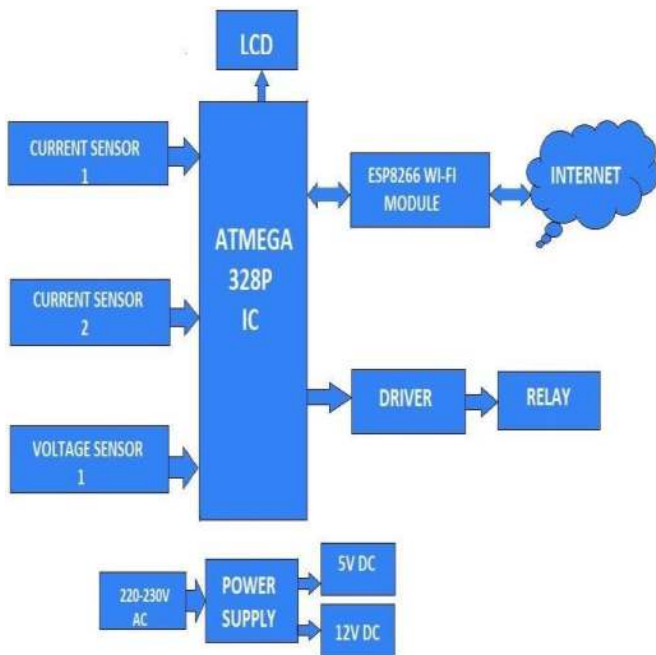 LCD
CURRENT SENSOR
1
ESP8266 WI-FI
MODULE
INTERNET
ATMEGA
328P
IC
CURRENT SENSOR
2
DRIVER
RELAY
VOLTAGE SENSOR
1
220-230V
AC
POWER
SUPPLY
5V DC
12V DC